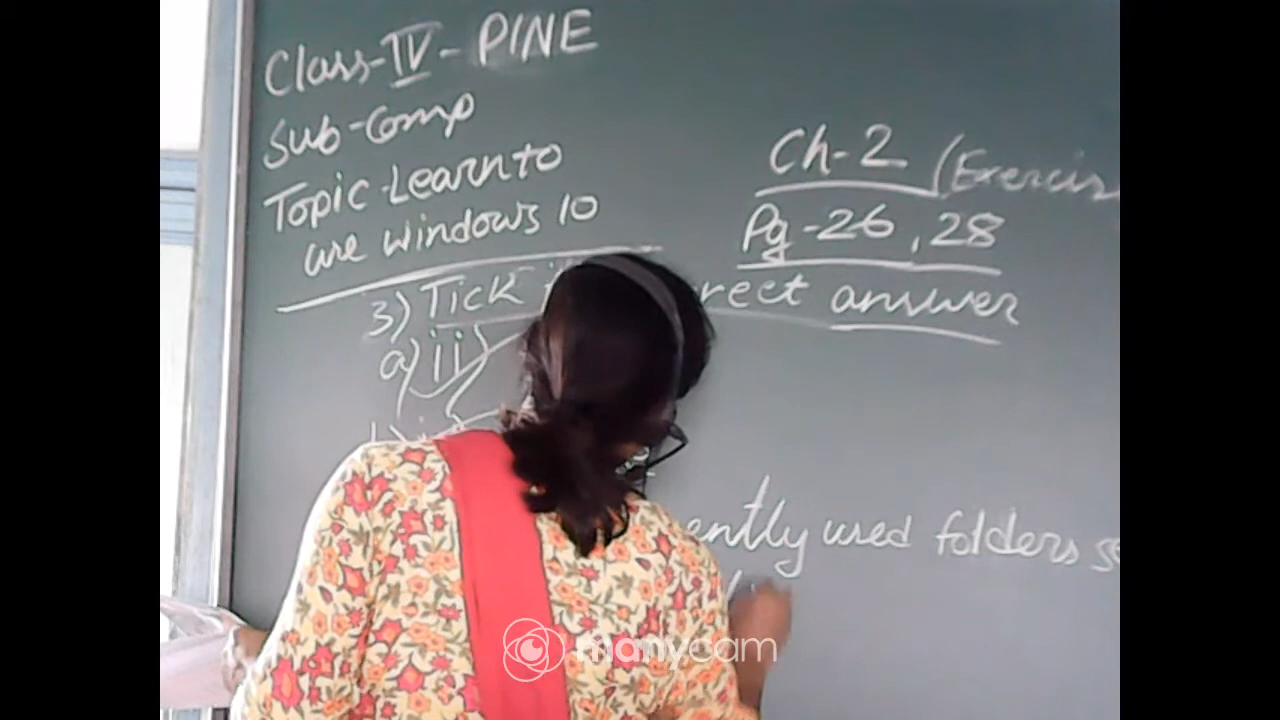 Class-IV-PINE
Sub-Comp
Topic-Learn to
use windows 10
Ch-2 (Exercis
Pg-26, 28
3) Tick rect answer
a) ii)
b)
ently used folders se
manycam